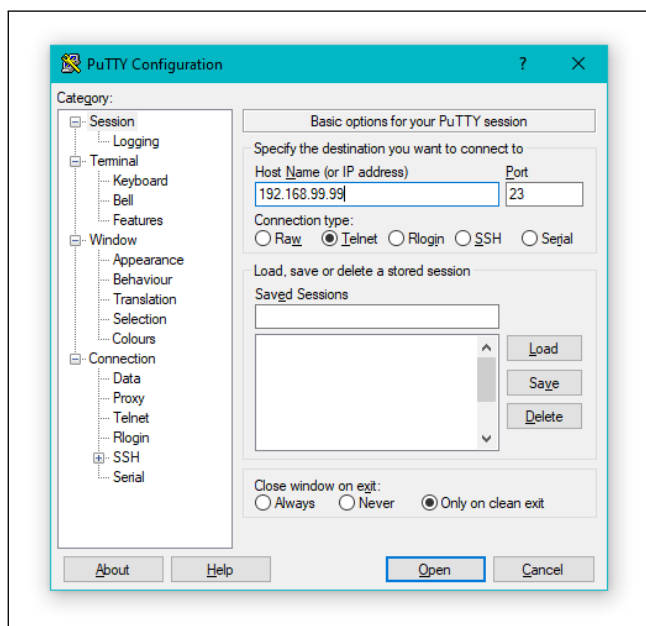 PuTTY Configuration ? ×
Category:
Session
Logging
Terminal
Keyboard
Bell
Features
Window
Appearance
Behaviour
Translation
Selection
Colours
Connection
Data
Proxy
Telnet
Rlogin
SSH
Serial
Basic options for your PuTTY session
Specify the destination you want to connect to
Host Name (or IP address) Port
192.168.99.99 23
Connection type:
Raw Telnet Rlogin SSH Serial
Load, save or delete a stored session
Saved Sessions
Load
Save
Delete
Close window on exit:
Always Never Only on clean exit
About Help Open Cancel